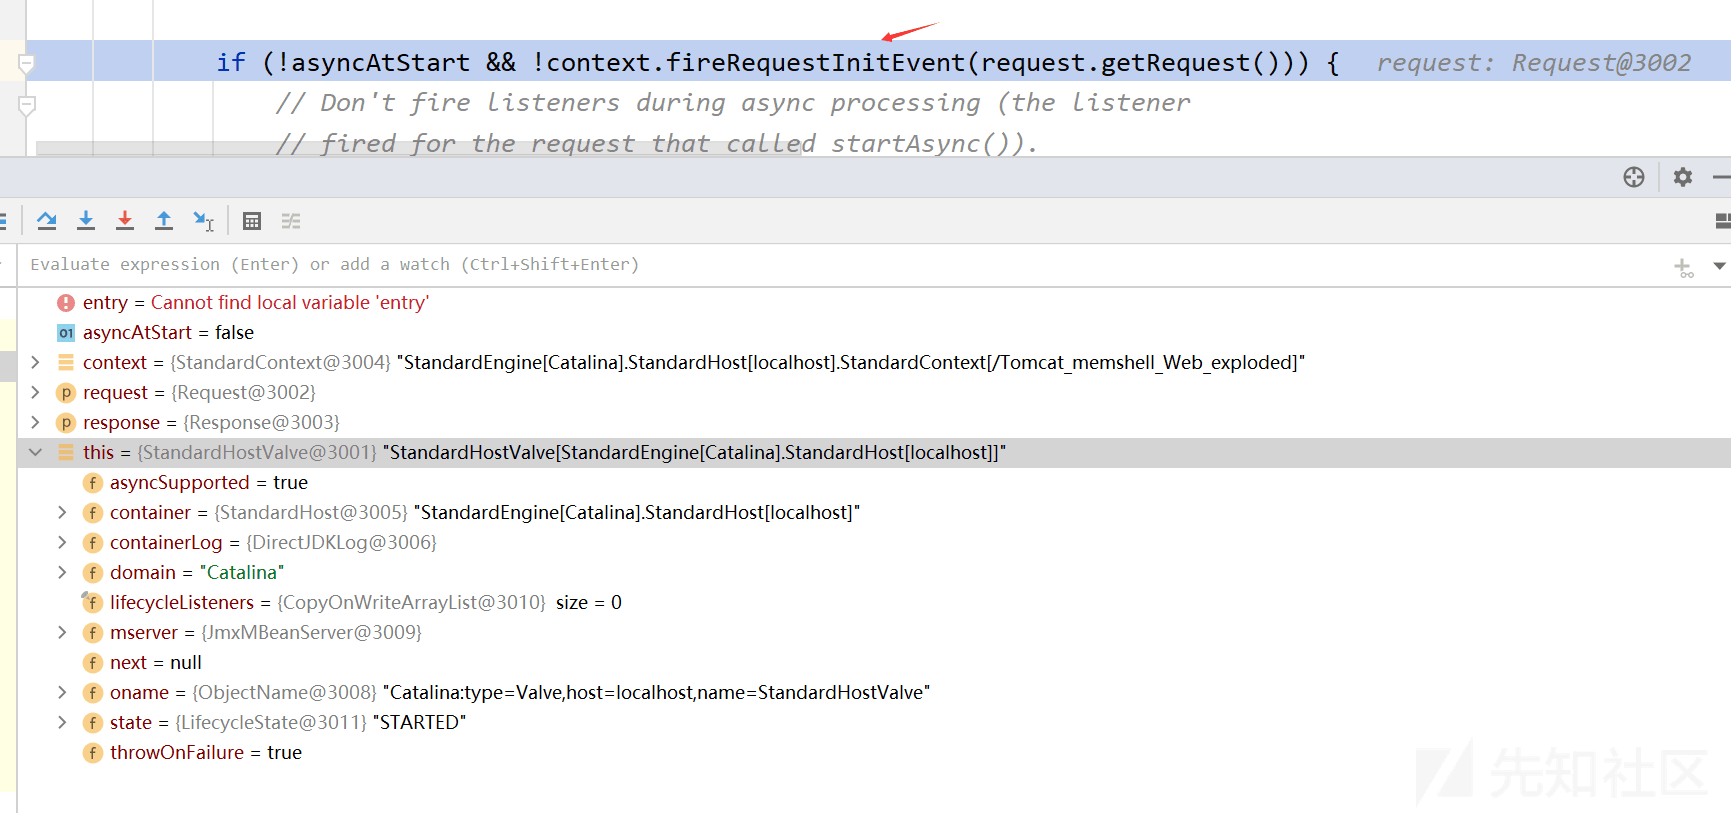 if (!asyncAtStart && !context.fireRequestInitEvent(request.getRequest())) {   request: Request@3002
// Don't fire listeners during async processing (the listener
// fired for the request that called startAsync()).
Evaluate expression (Enter) or add a watch (Ctrl+Shift+Enter)
entry = Cannot find local variable 'entry'
01 asyncAtStart = false
context = {StandardContext@3004} "StandardEngine[Catalina].StandardHost[localhost].StandardContext[/Tomcat_memshell_Web_exploded]"
p request = {Request@3002}
p response = {Response@3003}
this = {StandardHostValve@3001} "StandardHostValve[StandardEngine[Catalina].StandardHost[localhost]]"
f asyncSupported = true
f container = {StandardHost@3005} "StandardEngine[Catalina].StandardHost[localhost]"
f containerLog = {DirectJDKLog@3006}
f domain = "Catalina"
f lifecycleListeners = {CopyOnWriteArrayList@3010} size = 0
f mserver = {JmxMBeanServer@3009}
f next = null
f oname = {ObjectName@3008} "Catalina:type=Valve,host=localhost,name=StandardHostValve"
f state = {LifecycleState@3011} "STARTED"
f throwOnFailure = true
先知社区